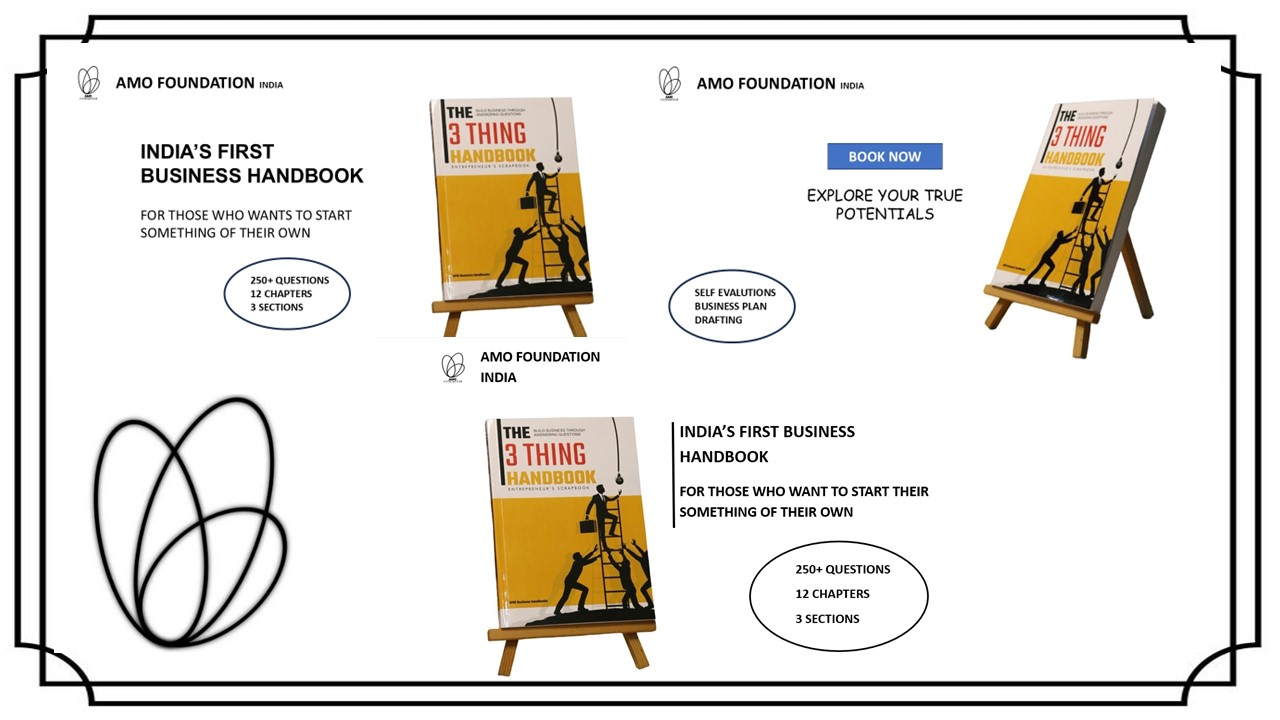 AMO FOUNDATION INDIA
INDIA'S FIRST
BUSINESS HANDBOOK
FOR THOSE WHO WANTS TO START
SOMETHING OF THEIR OWN
250+ QUESTIONS
12 CHAPTERS
3 SECTIONS
THE
BUILD BUSINESS THROUGH
ANSWERING QUESTIONS
3 THING
HANDBOOK
ENTREPRENEUR'S SCRAPBOOK
AMO FOUNDATION INDIA
BOOK NOW
EXPLORE YOUR TRUE
POTENTIALS
SELF EVALUTIONS
BUSINESS PLAN
DRAFTING
THE
3 THING
HANDBOOK
AMO FOUNDATION
INDIA
THE
BUILD BUSINESS THROUGH
ANSWERING QUESTIONS
3 THING
HANDBOOK
ENTREPRENEUR'S SCRAPBOOK
INDIA'S FIRST BUSINESS
HANDBOOK
FOR THOSE WHO WANT TO START THEIR
SOMETHING OF THEIR OWN
250+ QUESTIONS
12 CHAPTERS
3 SECTIONS